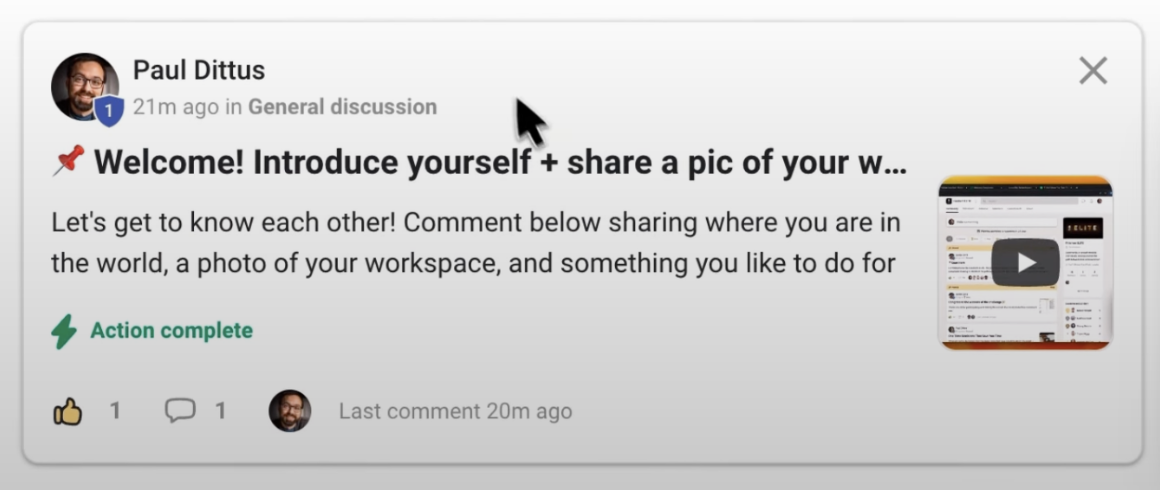 Paul Dittus
1
21m ago in General discussion
📌 Welcome! Introduce yourself + share a pic of your w...
Let's get to know each other! Comment below sharing where you are in
the world, a photo of your workspace, and something you like to do for
ELITE
Action complete
1 1 Last comment 20m ago